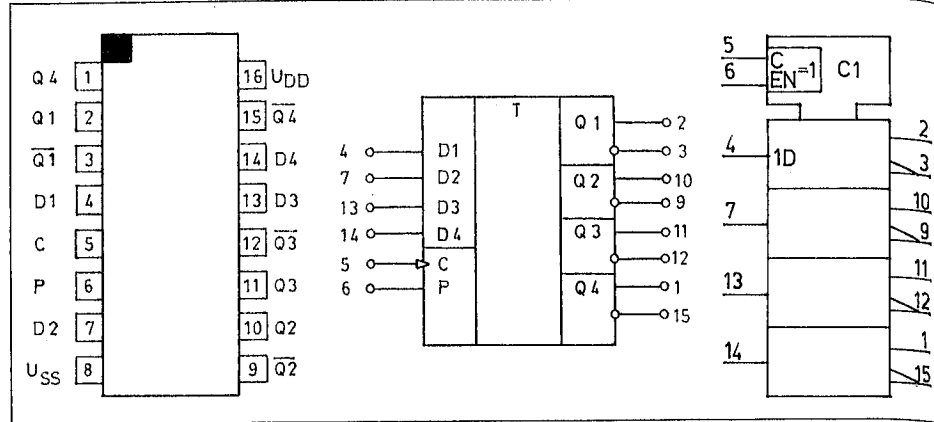 Q4 1 16 UDD
Q1 2 15 Q4
Q1 3 14 D4
D1 4 13 D3
C 5 12 Q3
P 6 11 Q3
D2 7 10 Q2
USS 8 9 Q2
T
4 D1 Q1 2
7 D2 3
13 D3 Q2 10
14 D4 9
5 C Q3 11
6 P 12
Q4 1
15
5 C C1
6 EN=1
4 1D 2
3
7 10
9
13 11
12
14 1
15